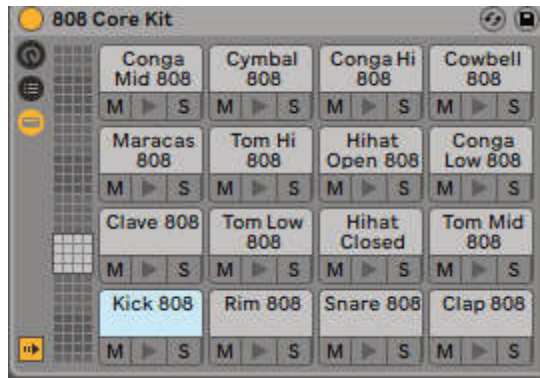 808 Core Kit
Conga
Mid 808
Cymbal
808
Conga Hi
808
Cowbell
808
M S M S M S M S
Maracas
808
Tom Hi
808
Hihat
Open 808
Conga
Low 808
M S M S M S M S
Clave 808
Tom Low
808
Hihat
Closed
Tom Mid
808
M S M S M S M S
Kick 808
Rim 808
Snare 808
Clap 808
M S M S M S M S